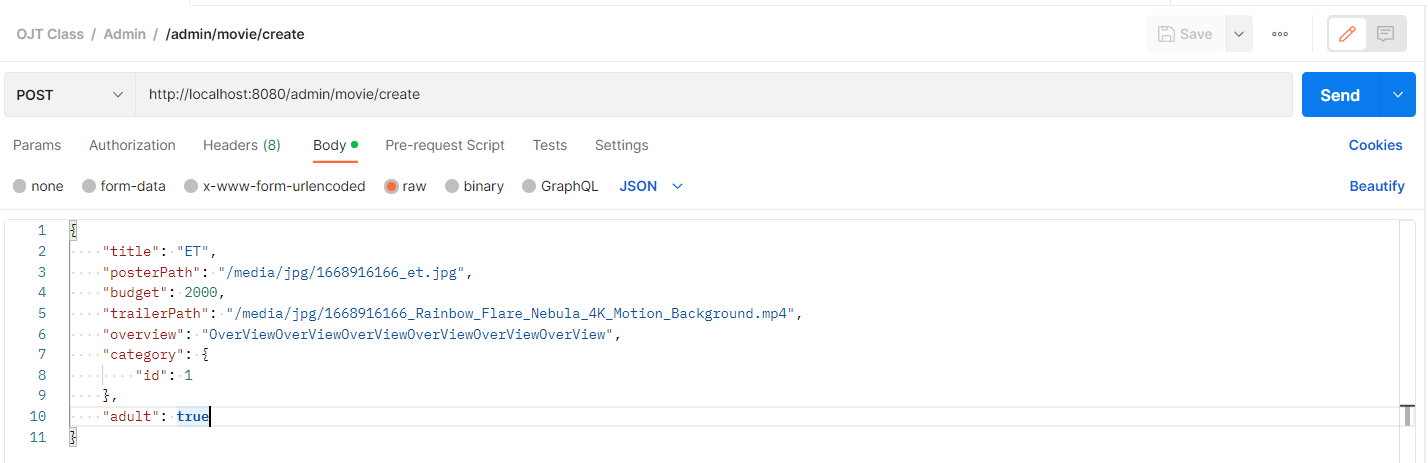 OJT Class / Admin / /admin/movie/create
Save
POST http://localhost:8080/admin/movie/create Send
Params Authorization Headers (8) Body Pre-request Script Tests Settings Cookies
none form-data x-www-form-urlencoded raw binary GraphQL JSON Beautify
1 {
2 "title": "ET",
3 "posterPath": "/media/jpg/1668916166_et.jpg",
4 "budget": 2000,
5 "trailerPath": "/media/jpg/1668916166_Rainbow_Flare_Nebula_4K_Motion_Background.mp4",
6 "overview": "OverViewOverViewOverViewOverViewOverViewOverView",
7 "category": {
8 "id": 1
9 },
10 "adult": true
11 }